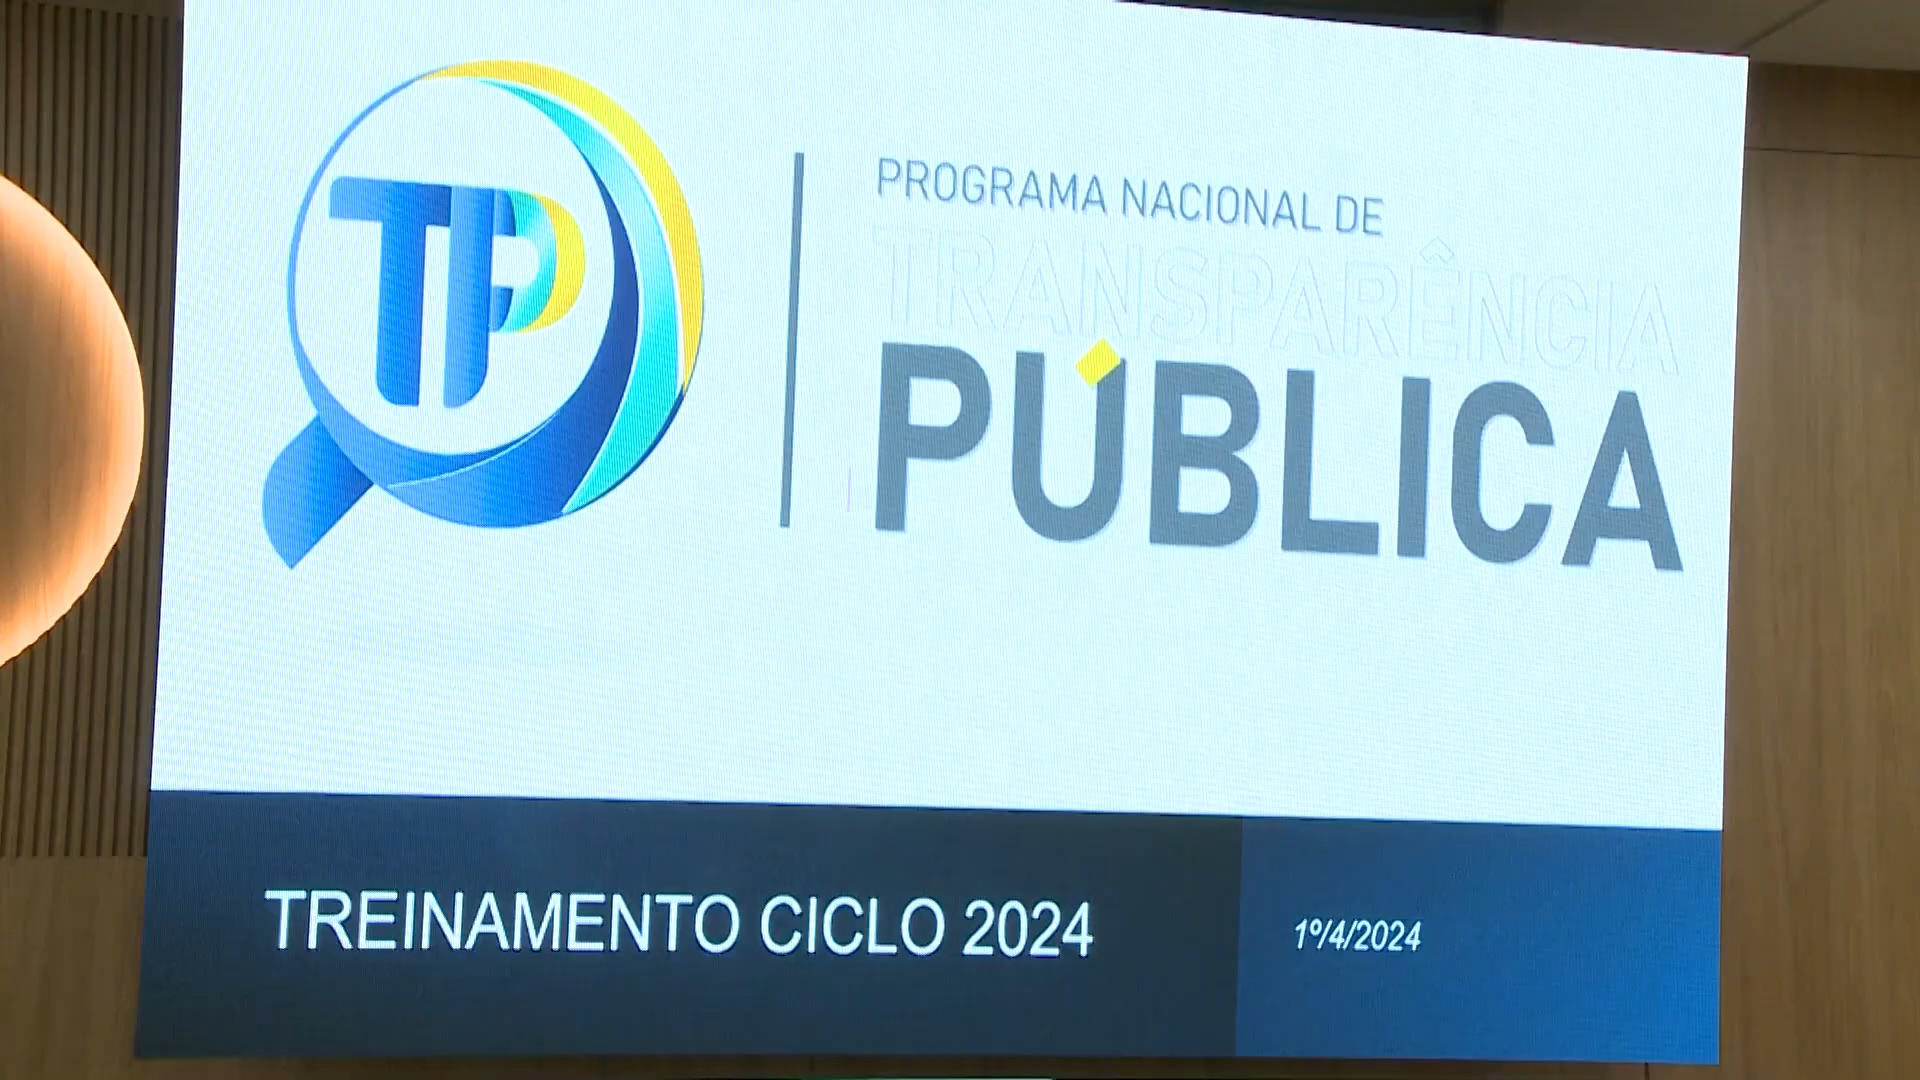 TP
PROGRAMA NACIONAL DE
TRANSPARÊNCIA
PÚBLICA
TREINAMENTO CICLO 2024
1º/4/2024